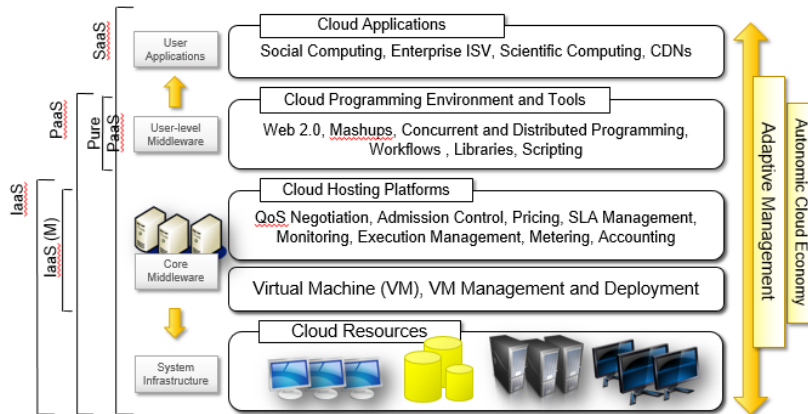 SaaS
PaaS
Pure
PaaS
IaaS
IaaS (M)
User
Applications
User-level
Middleware
Core
Middleware
System
Infrastructure
Cloud Applications
Social Computing, Enterprise ISV, Scientific Computing, CDNs
Cloud Programming Environment and Tools
Web 2.0, Mashups, Concurrent and Distributed Programming,
Workflows , Libraries, Scripting
Cloud Hosting Platforms
QoS Negotiation, Admission Control, Pricing, SLA Management,
Monitoring, Execution Management, Metering, Accounting
Virtual Machine (VM), VM Management and Deployment
Cloud Resources
Adaptive Management
Autonomic Cloud Economy